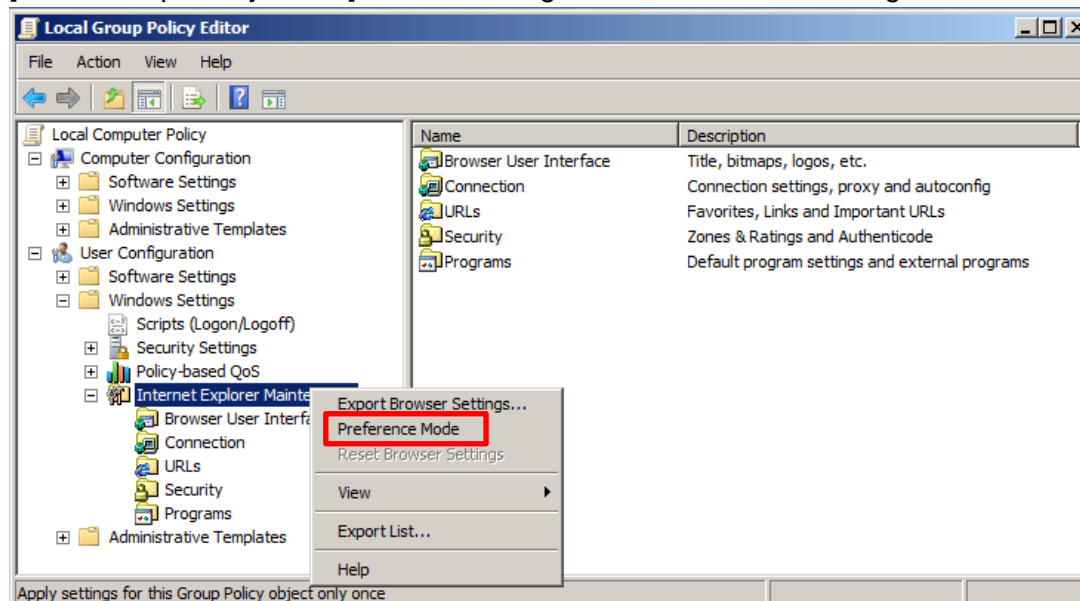 Local Group Policy Editor
File Action View Help
Local Computer Policy
Computer Configuration
Software Settings
Windows Settings
Administrative Templates
User Configuration
Software Settings
Windows Settings
Scripts (Logon/Logoff)
Security Settings
Policy-based QoS
Internet Explorer Mainte
Browser User Interfa
Connection
URLs
Security
Programs
Administrative Templates
Name Description
Browser User Interface Title, bitmaps, logos, etc.
Connection Connection settings, proxy and autoconfig
URLs Favorites, Links and Important URLs
Security Zones & Ratings and Authenticode
Programs Default program settings and external programs
Export Browser Settings...
Preference Mode
Reset Browser Settings
View
Export List...
Help
Apply settings for this Group Policy object only once